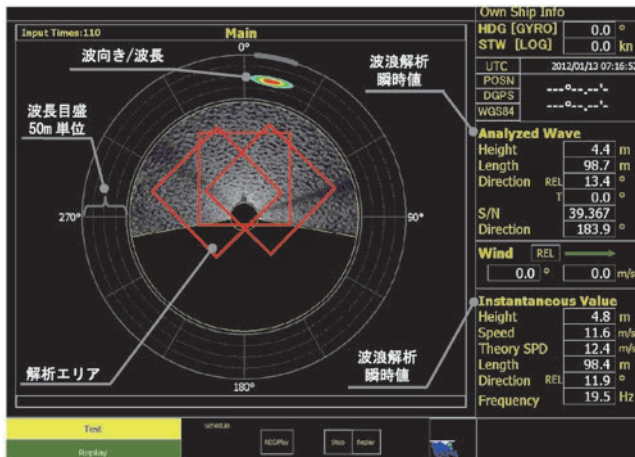 Input Times:110
Main
0°
90°
180°
270°
波向き/波長
波長目盛
50m 単位
解析エリア
波浪解析
瞬時値
波浪解析
瞬時値
Own Ship Info
HDG [GYRO] 0.0 °
STW [LOG] 0.0 kn
UTC 2012/01/13 07:16:52
POSN
DGPS
WGS84
---°--.--'-
---°--.--'-
Analyzed Wave
Height 4.4 m
Length 98.7 m
Direction REL 13.4 °
T 0.0 °
S/N 39.367
Direction 183.9 °
Wind REL
0.0 ° 0.0 m/s
Instantaneous Value
Height 4.8 m
Speed 11.6 m/s
Theory SPD 12.4 m/s
Length 98.4 m
Direction REL 11.9 °
Frequency 19.5 Hz
Test
Replay
schedule
REC/Play
Stop
Replay